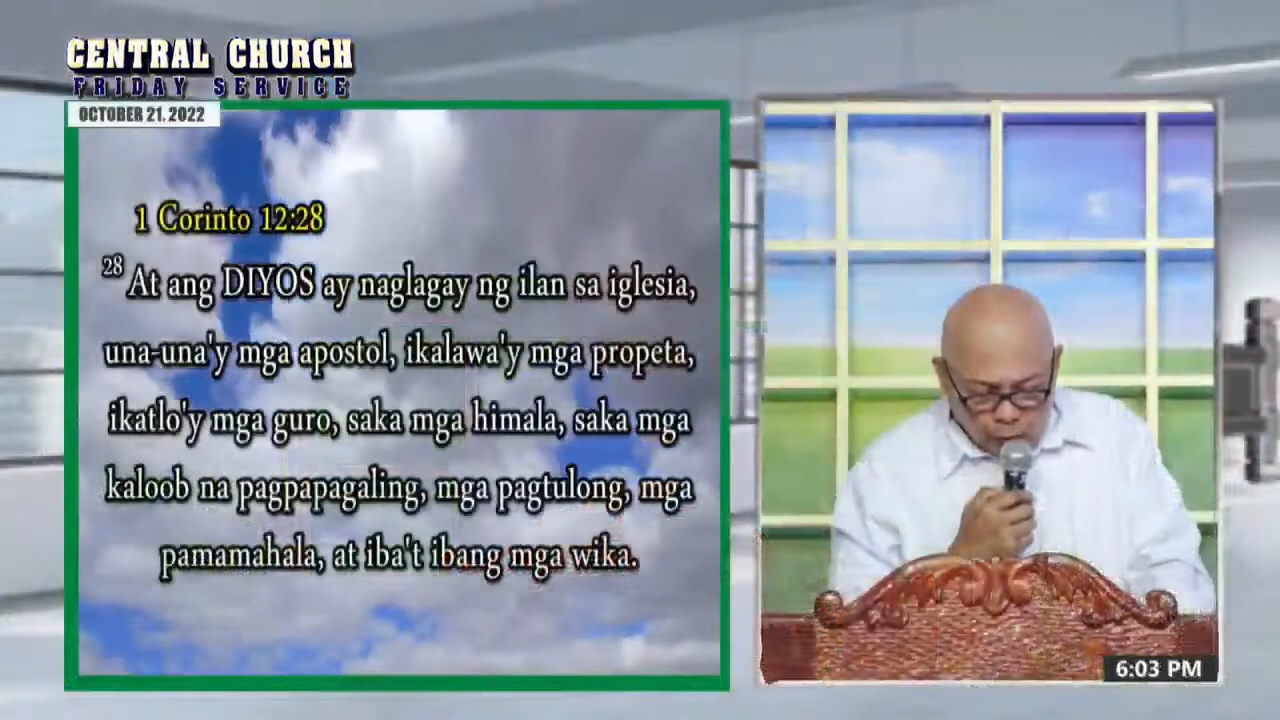 CENTRAL CHURCH
FRIDAY SERVICE
OCTOBER 21, 2022
1 Corinto 12:28
28 At ang DIYOS ay naglagay ng ilan sa iglesia,
una-una'y mga apostol, ikalawa'y mga propeta,
ikatlo'y mga guro, saka mga himala, saka mga
kaloob na pagpapagaling, mga pagtulong, mga
pamamahala, at iba't ibang mga wika.
6:03 PM